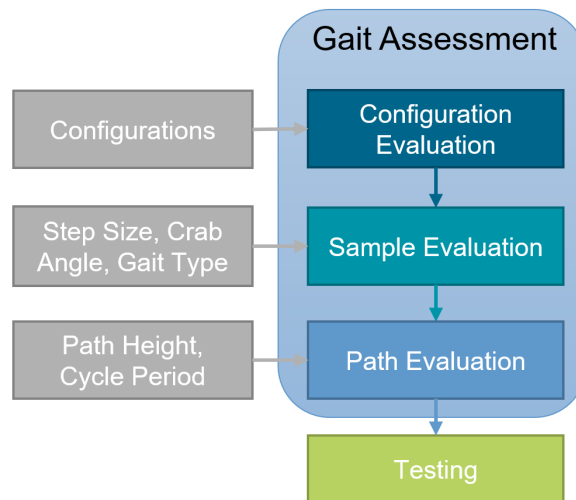 Gait Assessment
Configurations
Configuration
Evaluation
Step Size, Crab
Angle, Gait Type
Sample Evaluation
Path Height,
Cycle Period
Path Evaluation
Testing